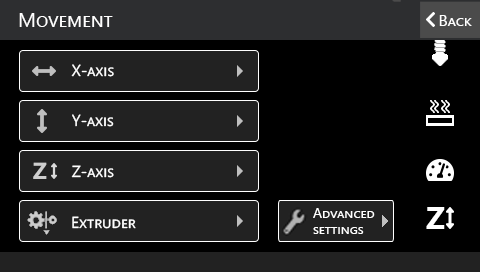 Movement
Back
X-axis
Y-axis
Z Z-axis
Extruder
Advanced
settings
Z